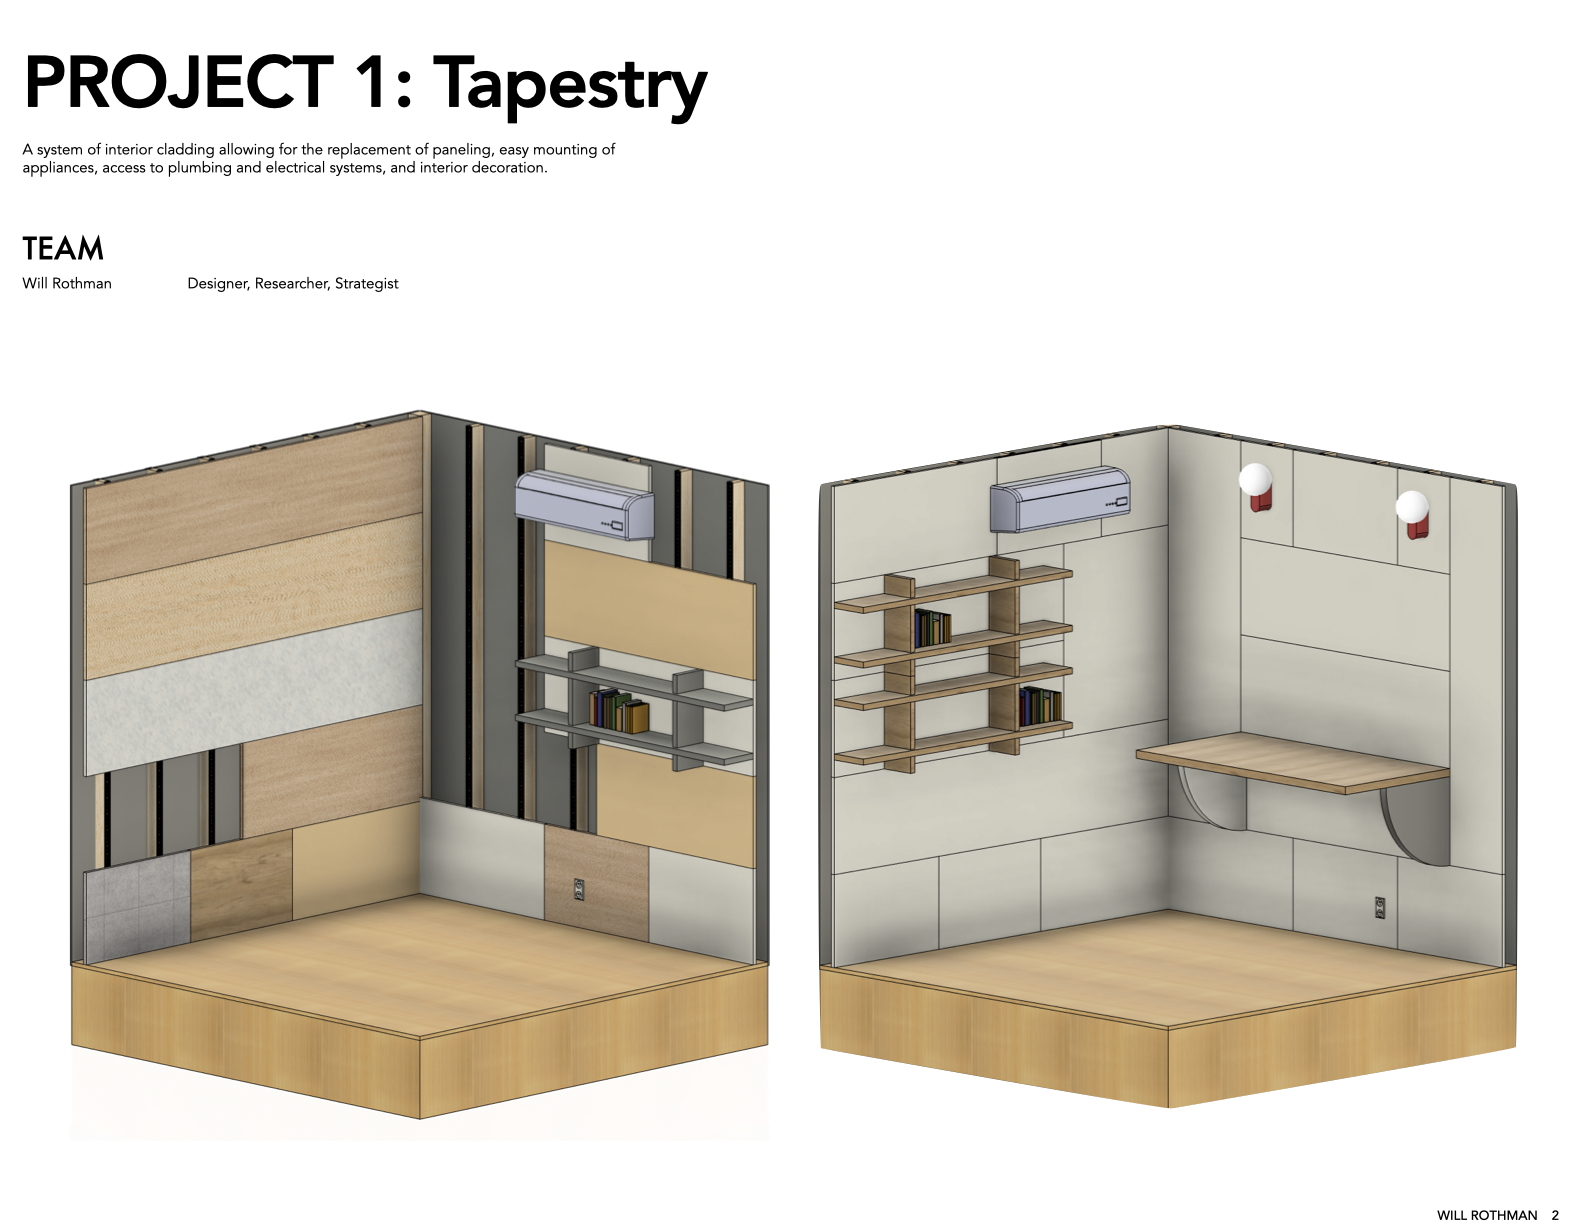 PROJECT 1: Tapestry
A system of interior cladding allowing for the replacement of paneling, easy mounting of
appliances, access to plumbing and electrical systems, and interior decoration.
TEAM
Will Rothman Designer, Researcher, Strategist
WILL ROTHMAN 2